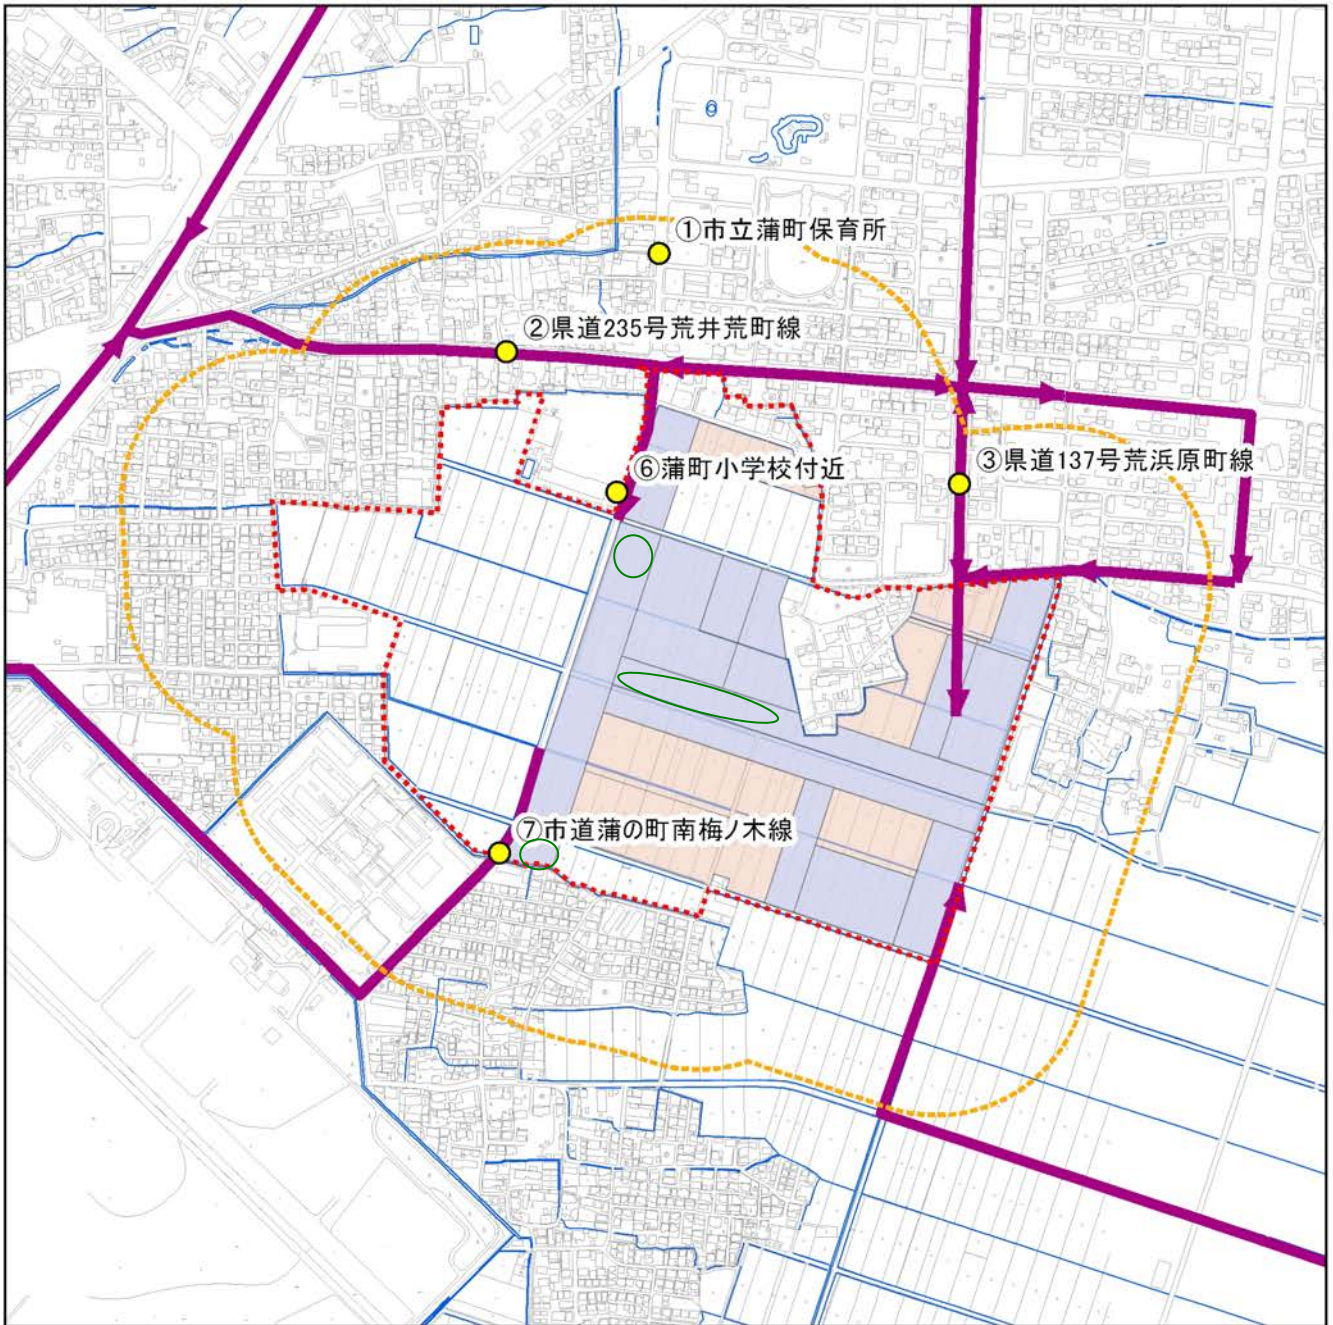 ①市立蒲町保育所
②県道235号荒井荒町線
③県道137号荒浜原町線
⑥蒲町小学校付近
⑦市道蒲の町南梅ノ木線